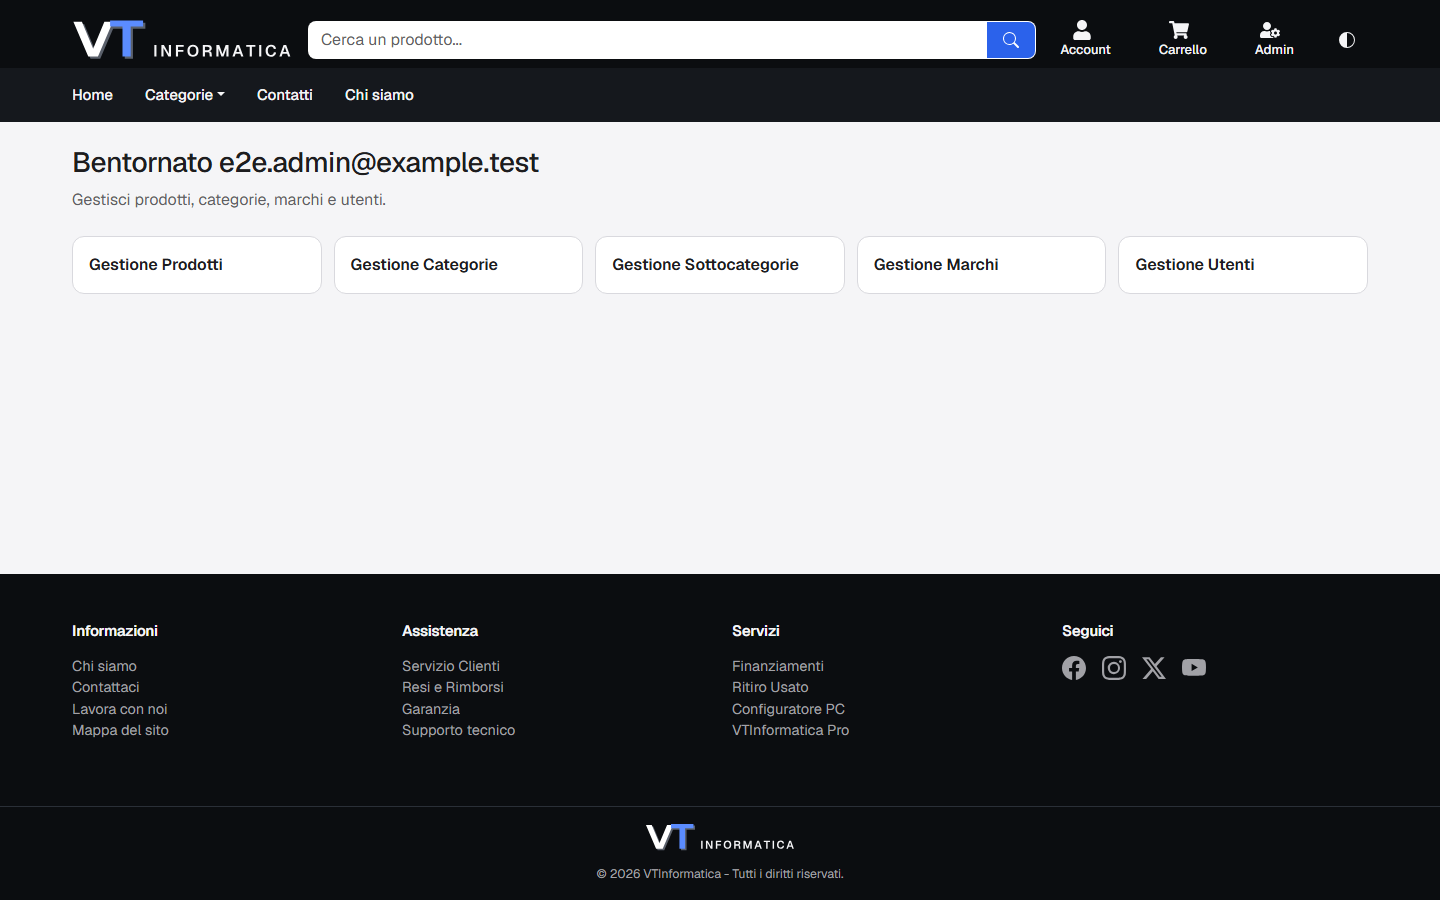 VT INFORMATICA
Cerca un prodotto...
Account
Carrello
Admin
Home
Categorie
Contatti
Chi siamo
Bentornato e2e.admin@example.test
Gestisci prodotti, categorie, marchi e utenti.
Gestione Prodotti
Gestione Categorie
Gestione Sottocategorie
Gestione Marchi
Gestione Utenti
Informazioni
Chi siamo
Contattaci
Lavora con noi
Mappa del sito
Assistenza
Servizio Clienti
Resi e Rimborsi
Garanzia
Supporto tecnico
Servizi
Finanziamenti
Ritiro Usato
Configuratore PC
VTInformatica Pro
Seguici
VT INFORMATICA
© 2026 VTInformatica - Tutti i diritti riservati.